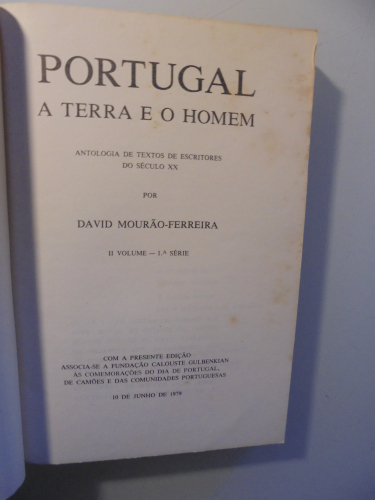 PORTUGAL
A TERRA E O HOMEM
ANTOLOGIA DE TEXTOS DE ESCRITORES
DO SÉCULO XX
POR
DAVID MOURÃO-FERREIRA
II VOLUME — 1.ª SÉRIE
COM A PRESENTE EDIÇÃO
ASSOCIA-SE A FUNDAÇÃO CALOUSTE GULBENKIAN
ÀS COMEMORAÇÕES DO DIA DE PORTUGAL,
DE CAMÕES E DAS COMUNIDADES PORTUGUESAS
10 DE JUNHO DE 1979